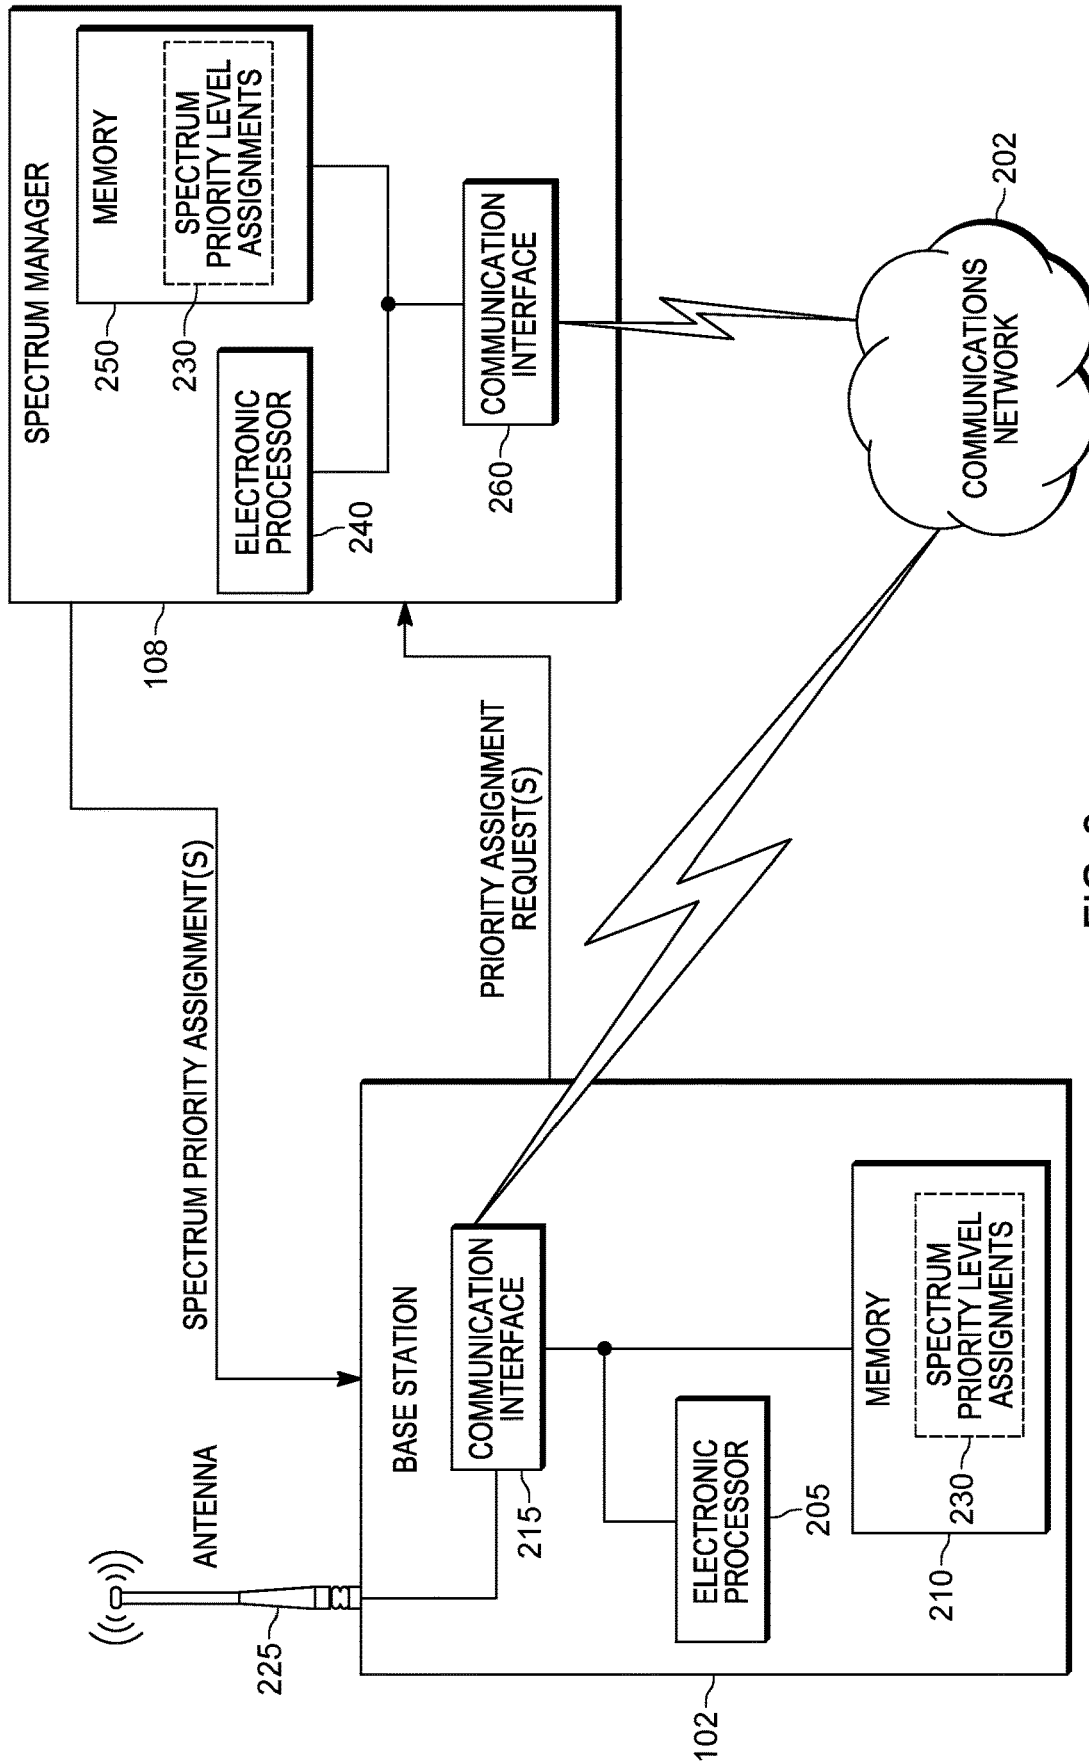 ANTENNA
225
SPECTRUM PRIORITY ASSIGNMENT(S)
SPECTRUM MANAGER
108
MEMORY
250
SPECTRUM
PRIORITY LEVEL
ASSIGNMENTS
230
ELECTRONIC
PROCESSOR
240
COMMUNICATION
INTERFACE
260
PRIORITY ASSIGNMENT
REQUEST(S)
102
BASE STATION
COMMUNICATION
INTERFACE
215
ELECTRONIC
PROCESSOR
205
MEMORY
210
SPECTRUM
PRIORITY LEVEL
ASSIGNMENTS
230
COMMUNICATIONS
NETWORK
202
FIG.